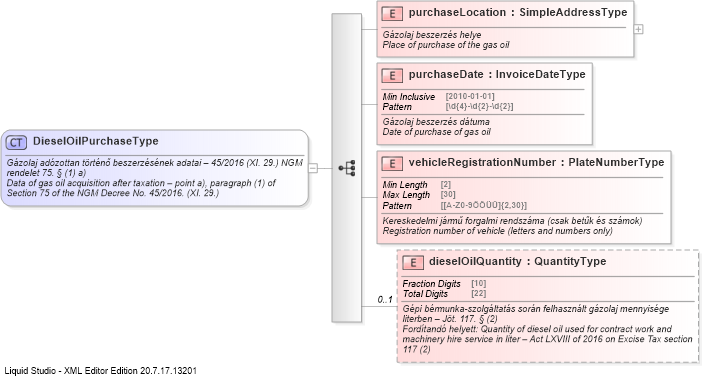 E purchaseLocation : SimpleAddressType
Gázolaj beszerzés helye
Place of purchase of the gas oil
E purchaseDate : InvoiceDateType
Min Inclusive [2010-01-01]
Pattern [\d{4}-\d{2}-\d{2}]
Gázolaj beszerzés dátuma
Date of purchase of gas oil
CT DieselOilPurchaseType
Gázolaj adózottan történő beszerzésének adatai – 45/2016 (XI. 29.) NGM
rendelet 75. § (1) a)
Data of gas oil acquisition after taxation – point a), paragraph (1) of
Section 75 of the NGM Decree No. 45/2016. (XI. 29.)
E vehicleRegistrationNumber : PlateNumberType
Min Length [2]
Max Length [30]
Pattern [[A-Z0-9ÖŐÜŰ]{2,30}]
Kereskedelmi jármű forgalmi rendszáma (csak betűk és számok)
Registration number of vehicle (letters and numbers only)
0..1
E dieselOilQuantity : QuantityType
Fraction Digits [10]
Total Digits [22]
Gépi bérmunka-szolgáltatás során felhasznált gázolaj mennyisége
literben – Jöt. 117. § (2)
Fordítandó helyett: Quantity of diesel oil used for contract work and
machinery hire service in liter – Act LXVIII of 2016 on Excise Tax section
117 (2)
Liquid Studio - XML Editor Edition 20.7.17.13201